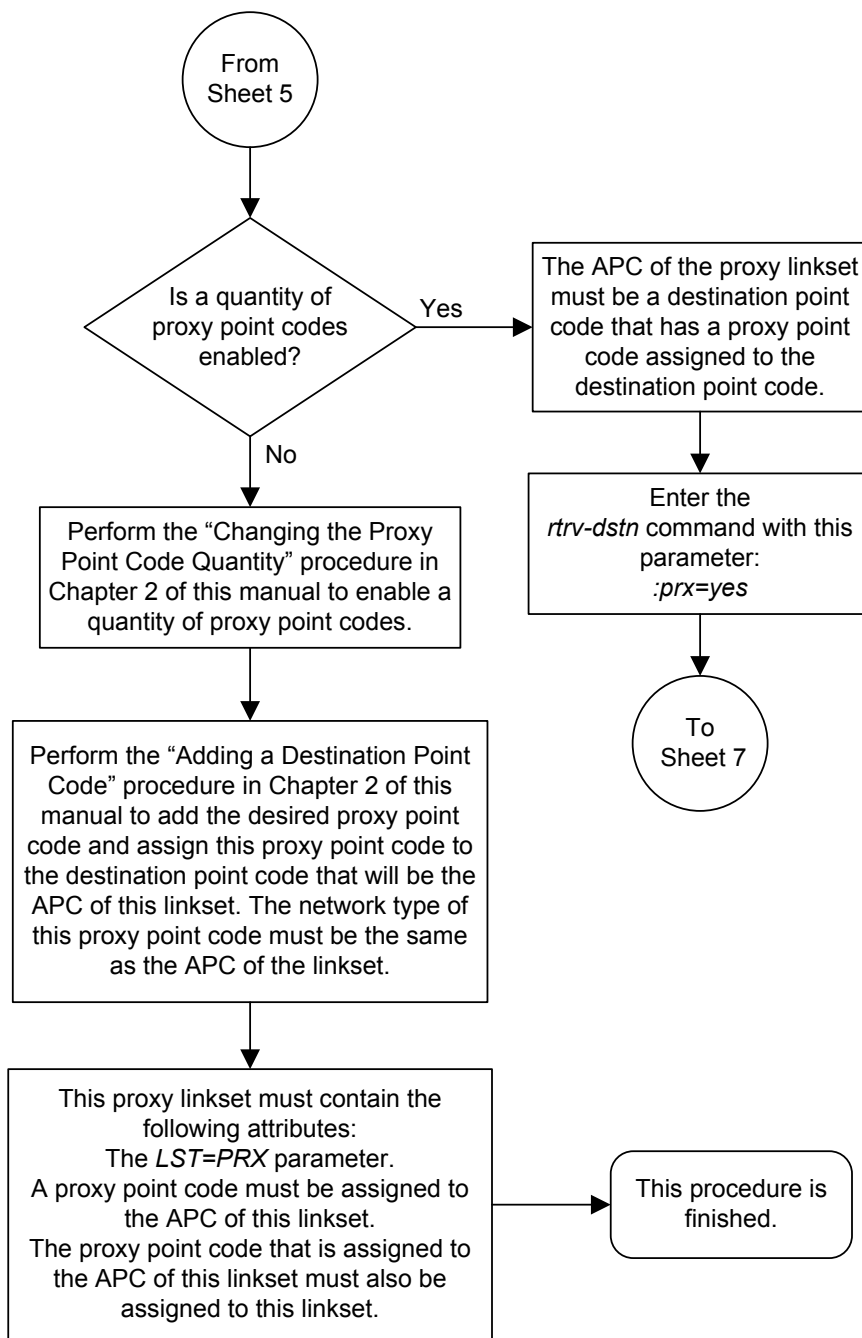 From
Sheet 5
Is a quantity of
proxy point codes
enabled?
Yes
The APC of the proxy linkset
must be a destination point
code that has a proxy point
code assigned to the
destination point code.
No
Enter the
rtrv-dstn command with this
parameter:
:prx=yes
Perform the “Changing the Proxy
Point Code Quantity” procedure in
Chapter 2 of this manual to enable a
quantity of proxy point codes.
To
Sheet 7
Perform the “Adding a Destination Point
Code” procedure in Chapter 2 of this
manual to add the desired proxy point
code and assign this proxy point code to
the destination point code that will be the
APC of this linkset. The network type of
this proxy point code must be the same
as the APC of the linkset.
This proxy linkset must contain the
following attributes:
The LST=PRX parameter.
A proxy point code must be assigned to
the APC of this linkset.
The proxy point code that is assigned to
the APC of this linkset must also be
assigned to this linkset.
This procedure is
finished.